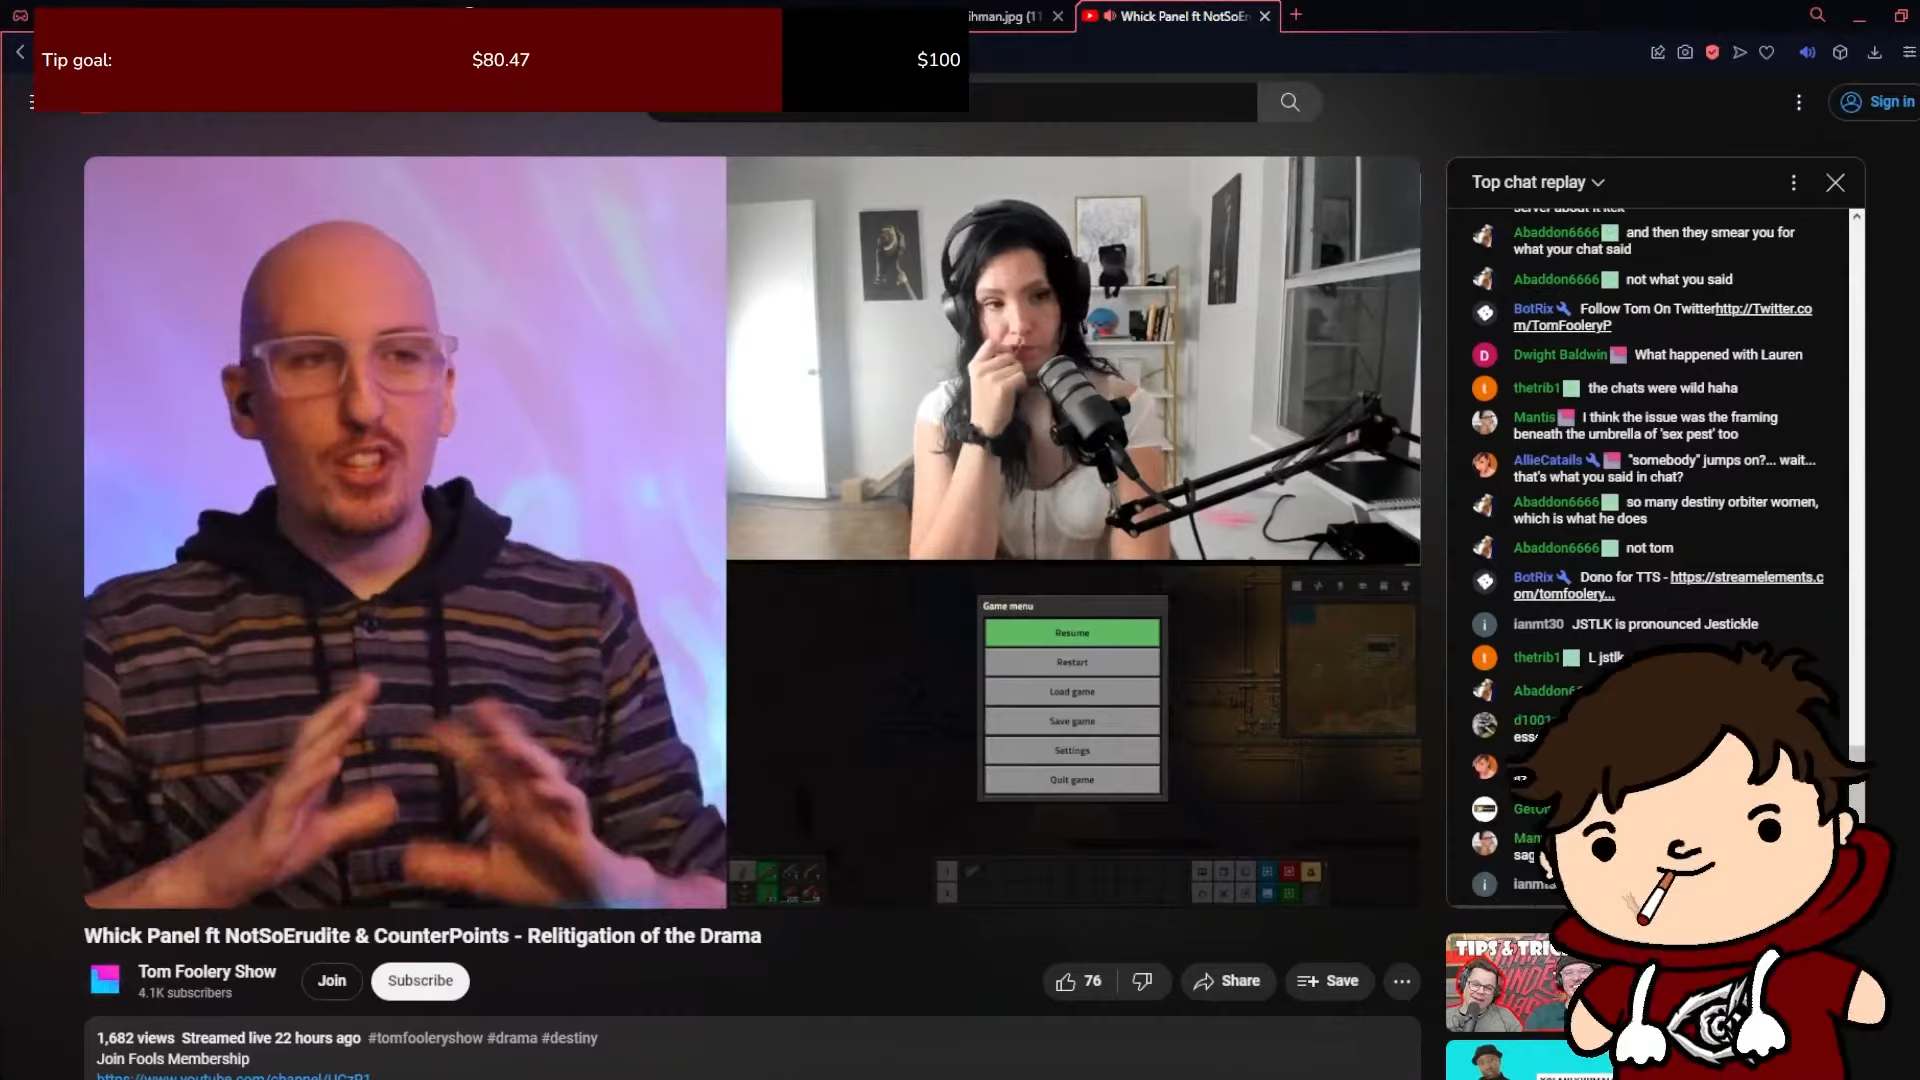 ihman.jpg (11
Whick Panel ft NotSoEr
Tip goal:
$80.47
$100
Sign in
Top chat replay
Abaddon6666 and then they smear you for
what your chat said
Abaddon6666 not what you said
BotRix Follow Tom On Twitterhttp://Twitter.co
m/TomFooleryP
Dwight Baldwin What happened with Lauren
thetrib1 the chats were wild haha
Mantis I think the issue was the framing
beneath the umbrella of 'sex pest' too
AllieCatails "somebody" jumps on?... wait...
that's what you said in chat?
Abaddon6666 so many destiny orbiter women,
which is what he does
Abaddon6666 not tom
BotRix Dono for TTS - https://streamelements.c
om/tomfoolery...
ianmt30 JSTLK is pronounced Jestickle
thetrib1 L jstlk
Abaddon6
d1001
Game menu
Resume
Restart
Load game
Save game
Settings
Quit game
Whick Panel ft NotSoErudite & CounterPoints - Relitigation of the Drama
Tom Foolery Show
4.1K subscribers
Join
Subscribe
76
Share
Save
1,682 views Streamed live 22 hours ago #tomfooleryshow #drama #destiny
Join Fools Membership
TIPS & TRI